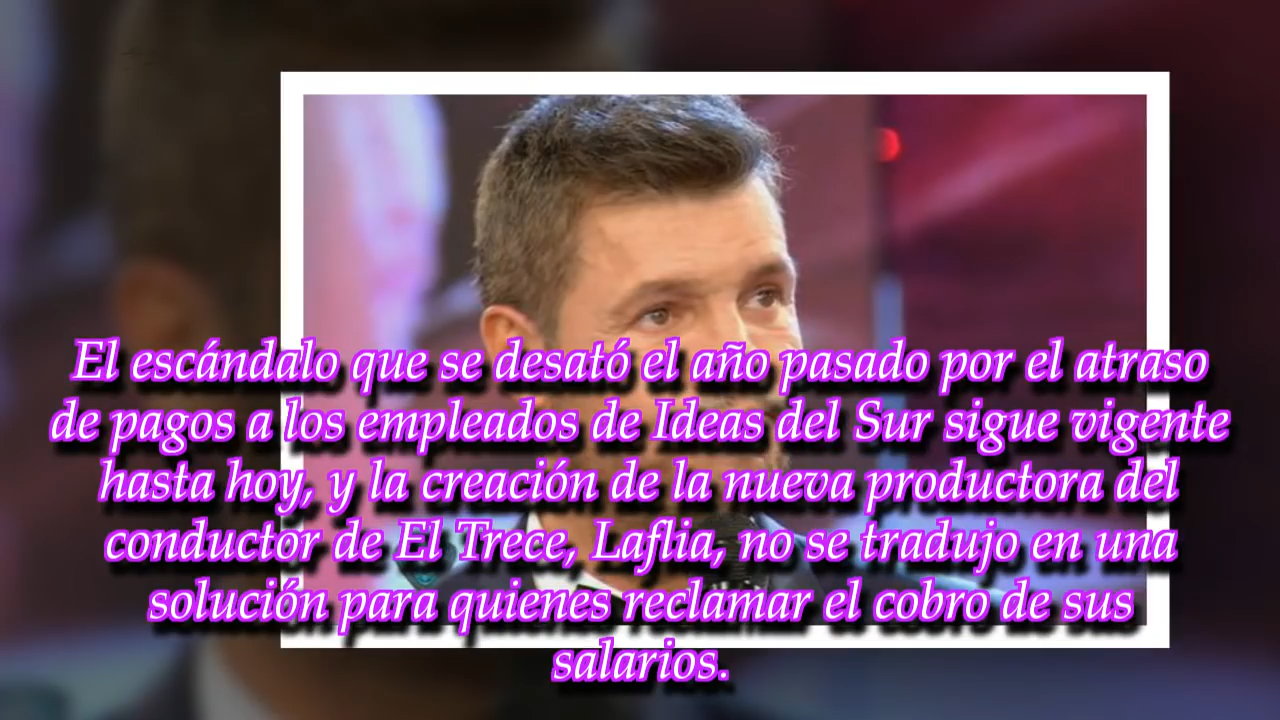 El escándalo que se desató el año pasado por el atraso
de pagos a los empleados de Ideas del Sur sigue vigente
hasta hoy, y la creación de la nueva productora del
conductor de El Trece, Laflia, no se tradujo en una
solución para quienes reclamar el cobro de sus
salarios.